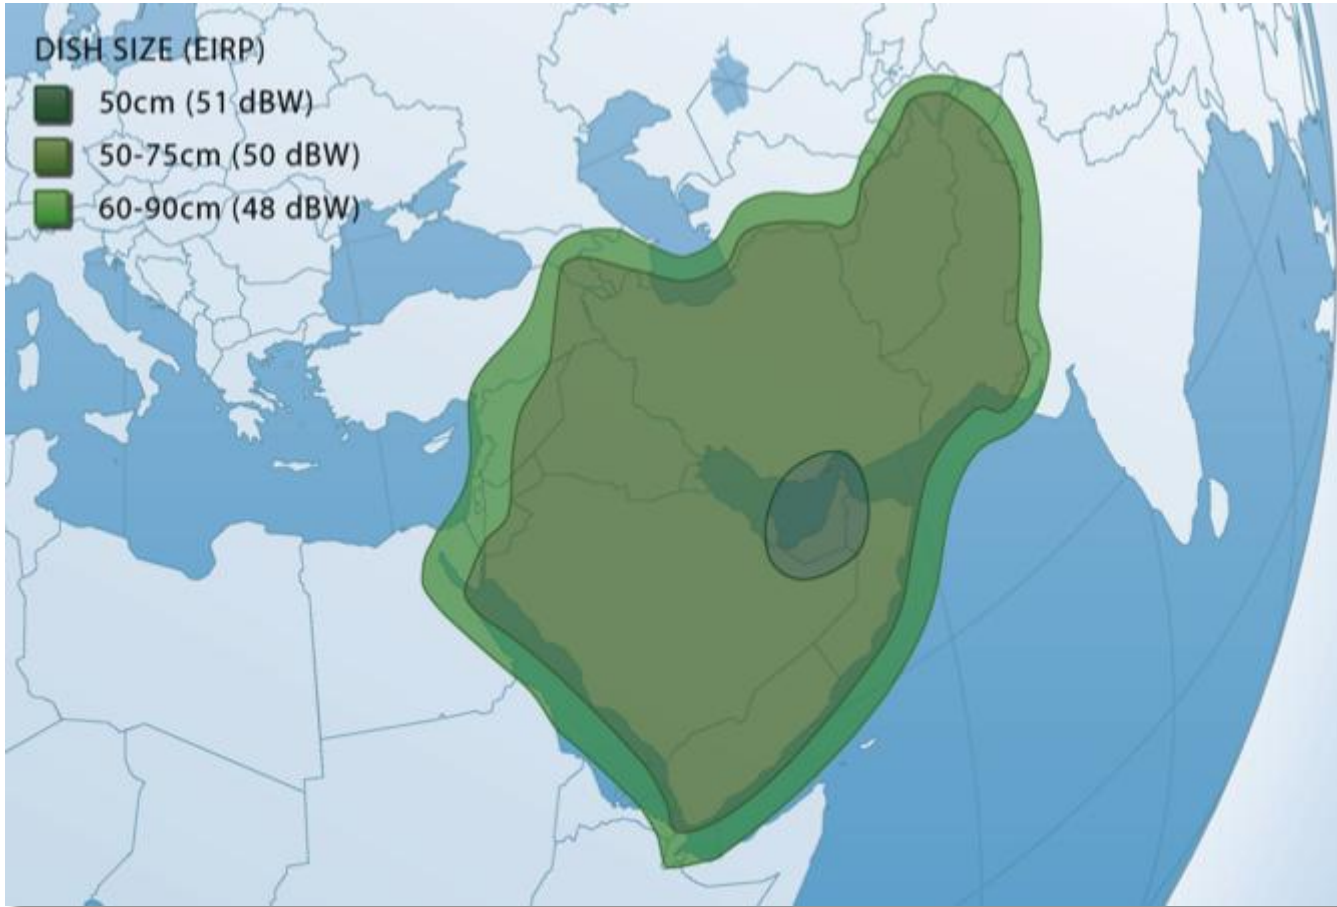 DISH SIZE (EIRP)
50cm (51 dBW)
50-75cm (50 dBW)
60-90cm (48 dBW)